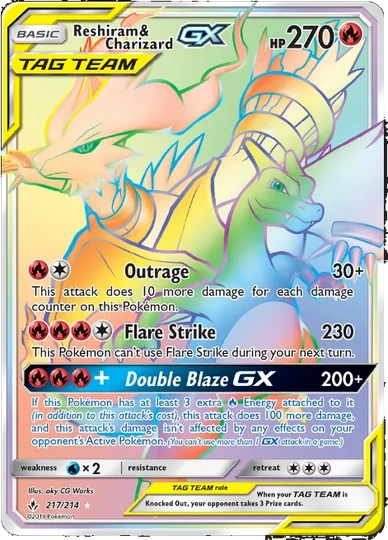 BASIC
Reshiram &
Charizard GX
HP 270
TAG TEAM
Outrage 30+
This attack does 10 more damage for each damage
counter on this Pokémon.
Flare Strike 230
This Pokémon can't use Flare Strike during your next turn.
+ Double Blaze GX 200+
If this Pokémon has at least 3 extra Energy attached to it
(in addition to this attack's cost), this attack does 100 more damage,
and this attack's damage isn't affected by any effects on your
opponent's Active Pokémon. (You can't use more than 1 GX attack in a game.)
weakness ×2 resistance retreat
Illus. aky CG Works
217/214
©2019 Pokémon
TAG TEAM rule
When your TAG TEAM is
Knocked Out, your opponent takes 3 Prize cards.